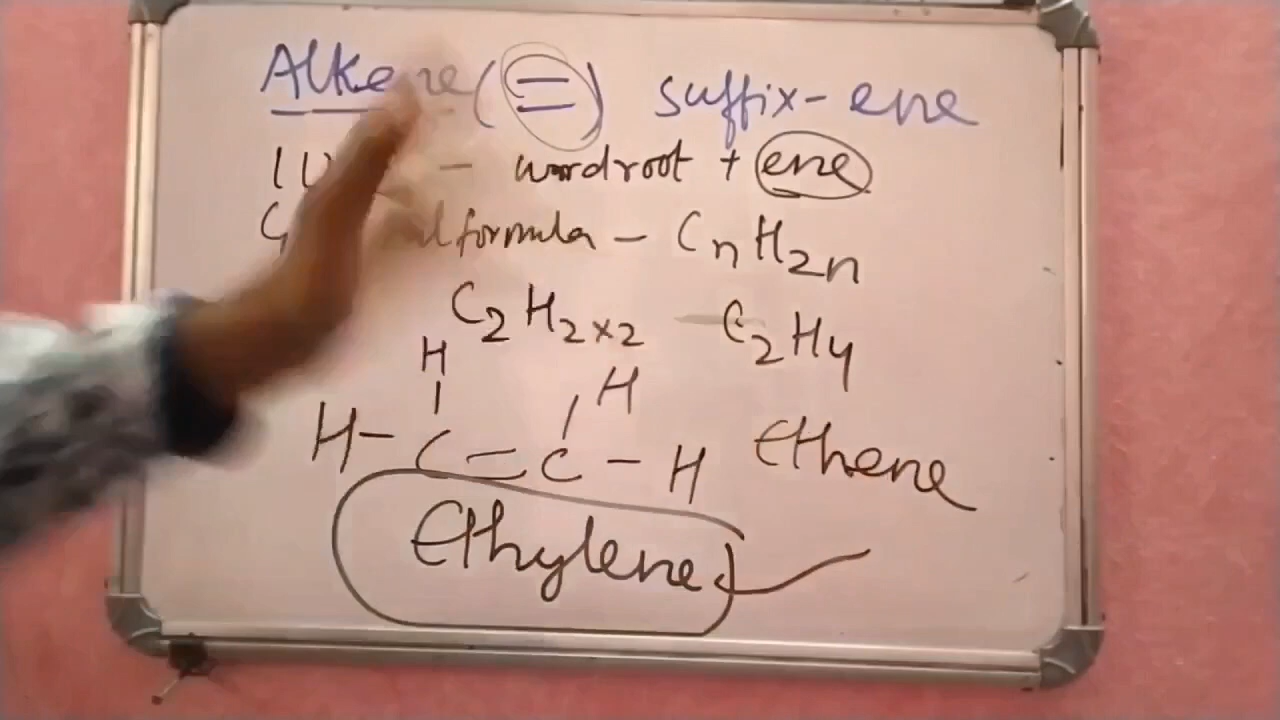 Alkene (=) suffix- ene
- wordroot + ene
formula - CnH2n
C2H2x2 - C2H4
H
H
H-C=C-H Ethene
Ethylene